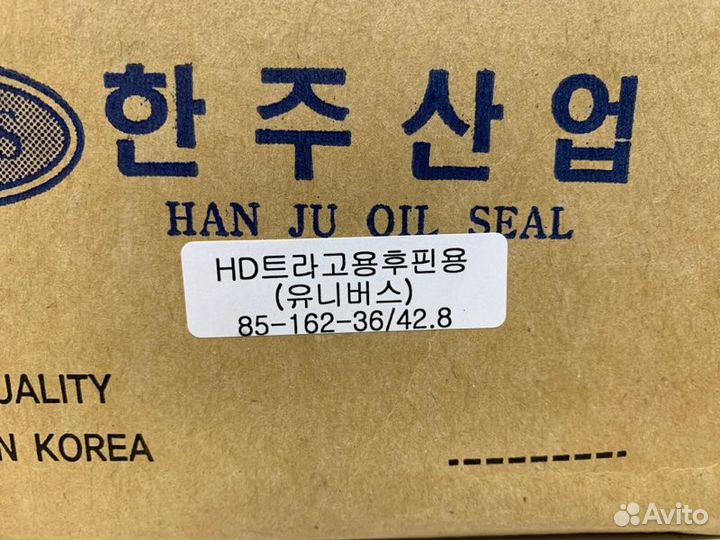 한주산업
HAN JU OIL SEAL
HD트라고용후핀용
(유니버스)
85-162-36/42.8
UALITY
N KOREA
Avito